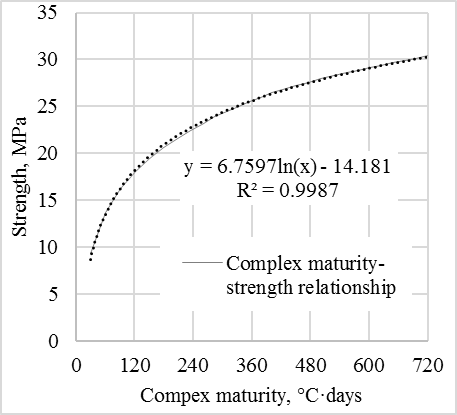 35
30
25
20
15
10
5
0
Strength, MPa
y = 6.7597ln(x) - 14.181
R² = 0.9987
Complex maturity-
strength relationship
0 120 240 360 480 600 720
Compex maturity, °C·days